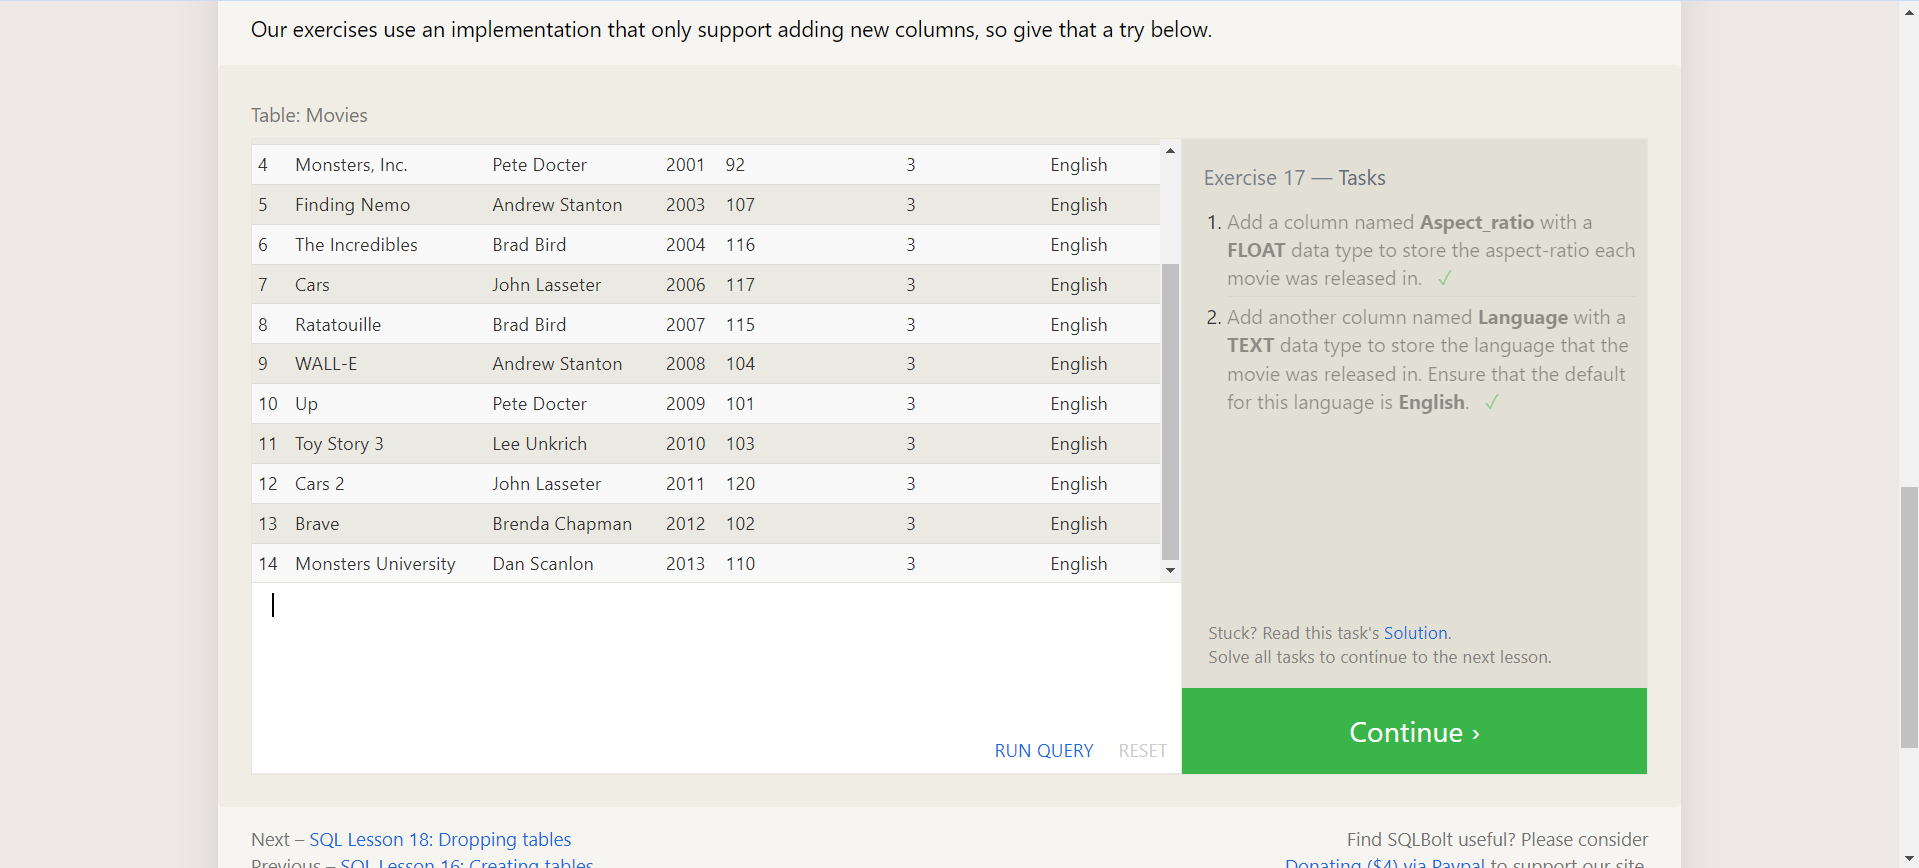 Our exercises use an implementation that only support adding new columns, so give that a try below.
Table: Movies
4 Monsters, Inc. Pete Docter 2001 92 3 English
5 Finding Nemo Andrew Stanton 2003 107 3 English
6 The Incredibles Brad Bird 2004 116 3 English
7 Cars John Lasseter 2006 117 3 English
8 Ratatouille Brad Bird 2007 115 3 English
9 WALL-E Andrew Stanton 2008 104 3 English
10 Up Pete Docter 2009 101 3 English
11 Toy Story 3 Lee Unkrich 2010 103 3 English
12 Cars 2 John Lasseter 2011 120 3 English
13 Brave Brenda Chapman 2012 102 3 English
14 Monsters University Dan Scanlon 2013 110 3 English
RUN QUERY RESET
Exercise 17 — Tasks
1. Add a column named Aspect_ratio with a
FLOAT data type to store the aspect-ratio each
movie was released in. ✓
2. Add another column named Language with a
TEXT data type to store the language that the
movie was released in. Ensure that the default
for this language is English. ✓
Stuck? Read this task's Solution.
Solve all tasks to continue to the next lesson.
Continue ›
Next – SQL Lesson 18: Dropping tables
Previous – SQL Lesson 16: Creating tables
Find SQLBolt useful? Please consider
Donating ($4) via Paypal to support our site.